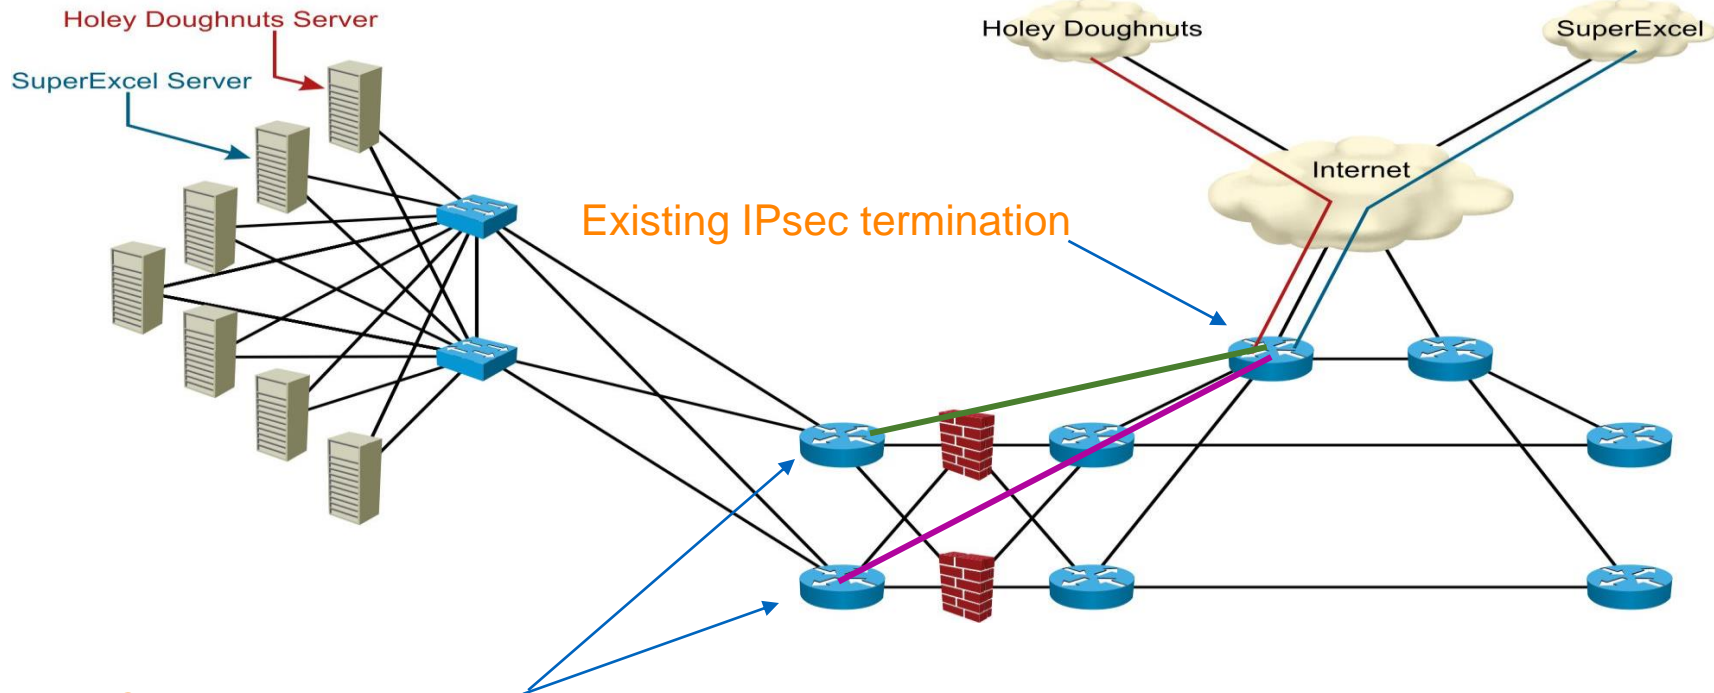 Holey Doughnuts Server
SuperExcel Server
Holey Doughnuts
SuperExcel
Internet
Existing IPsec termination